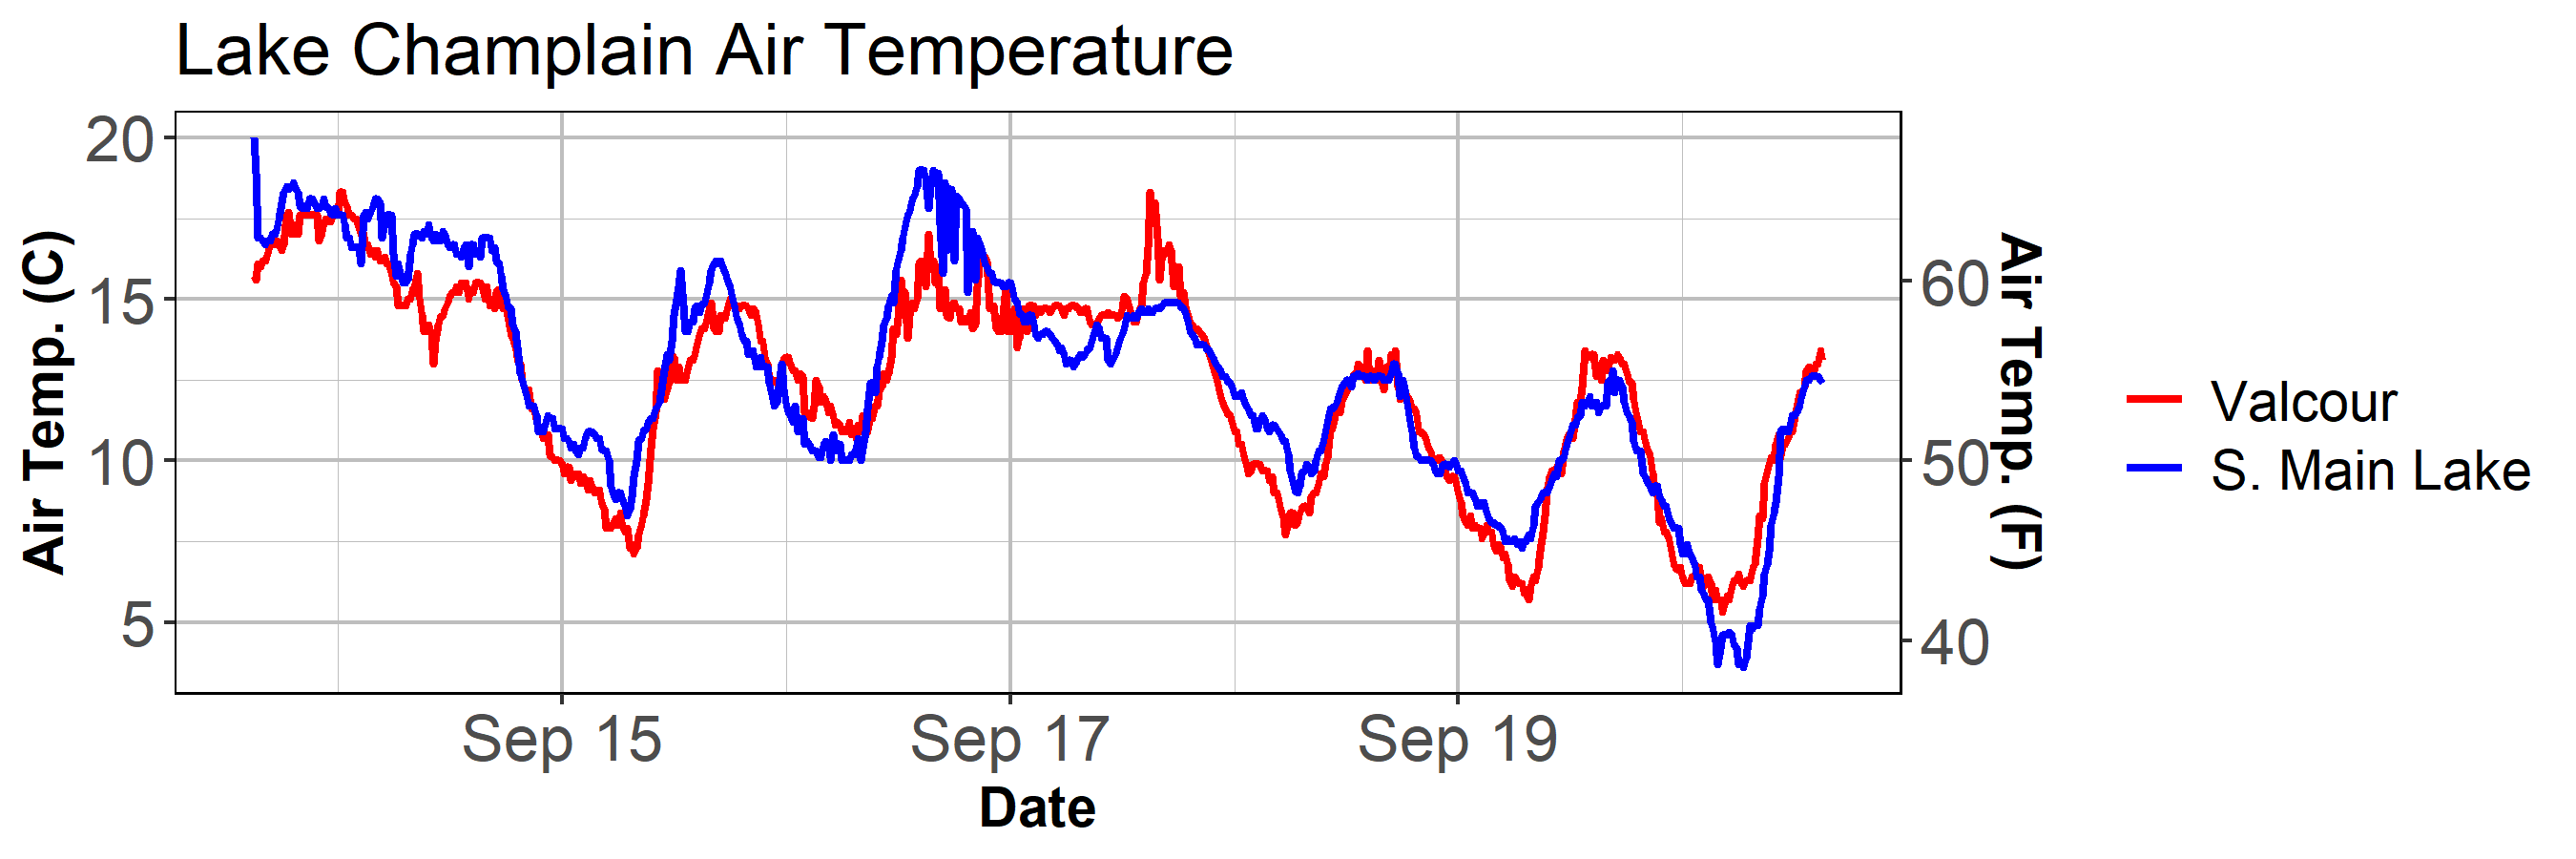 Lake Champlain Air Temperature
Air Temp. (C)
20
15
10
5
60
50
40
Air Temp. (F)
Sep 15 Sep 17 Sep 19
Date
Valcour
S. Main Lake